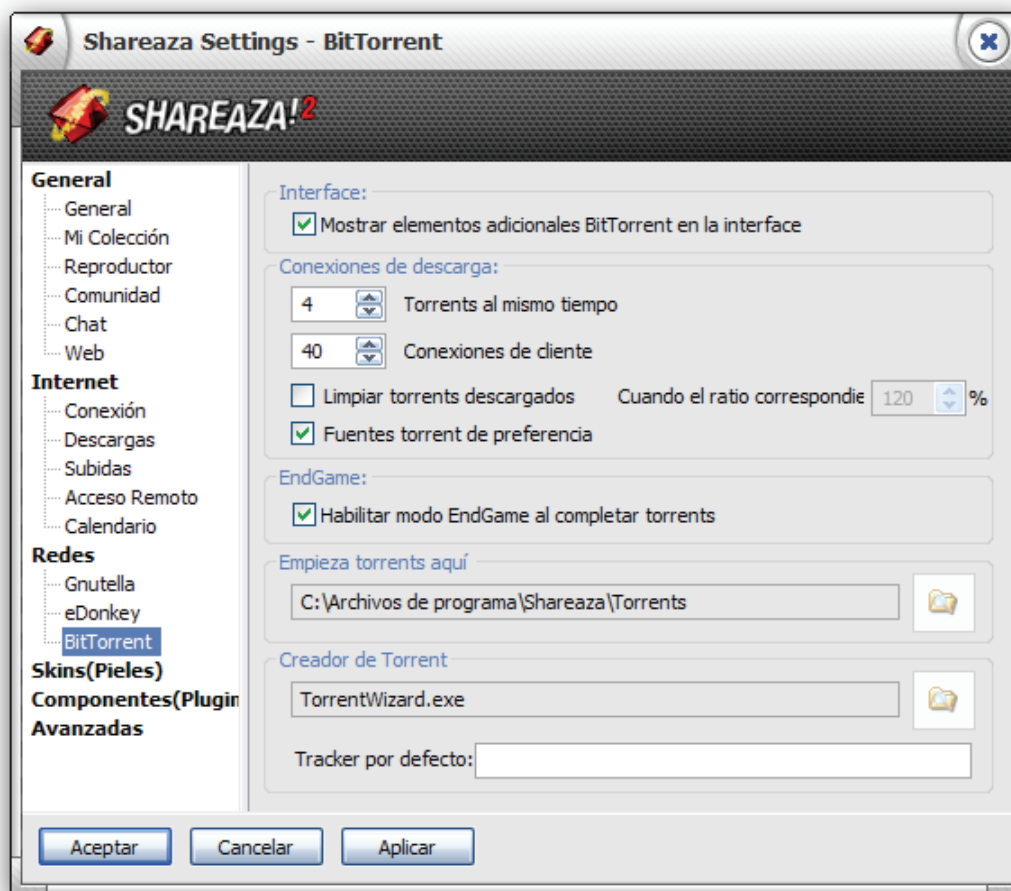 Shareaza Settings - BitTorrent
SHAREAZA!2
General
General
Mi Colección
Reproductor
Comunidad
Chat
Web
Internet
Conexión
Descargas
Subidas
Acceso Remoto
Calendario
Redes
Gnutella
eDonkey
BitTorrent
Skins(Pieles)
Componentes(Plugin
Avanzadas
Interface:
Mostrar elementos adicionales BitTorrent en la interface
Conexiones de descarga:
4 Torrents al mismo tiempo
40 Conexiones de cliente
Limpiar torrents descargados Cuando el ratio correspondie 120 %
Fuentes torrent de preferencia
EndGame:
Habilitar modo EndGame al completar torrents
Empieza torrents aquí
C:\Archivos de programa\Shareaza\Torrents
Creador de Torrent
TorrentWizard.exe
Tracker por defecto:
Aceptar Cancelar Aplicar